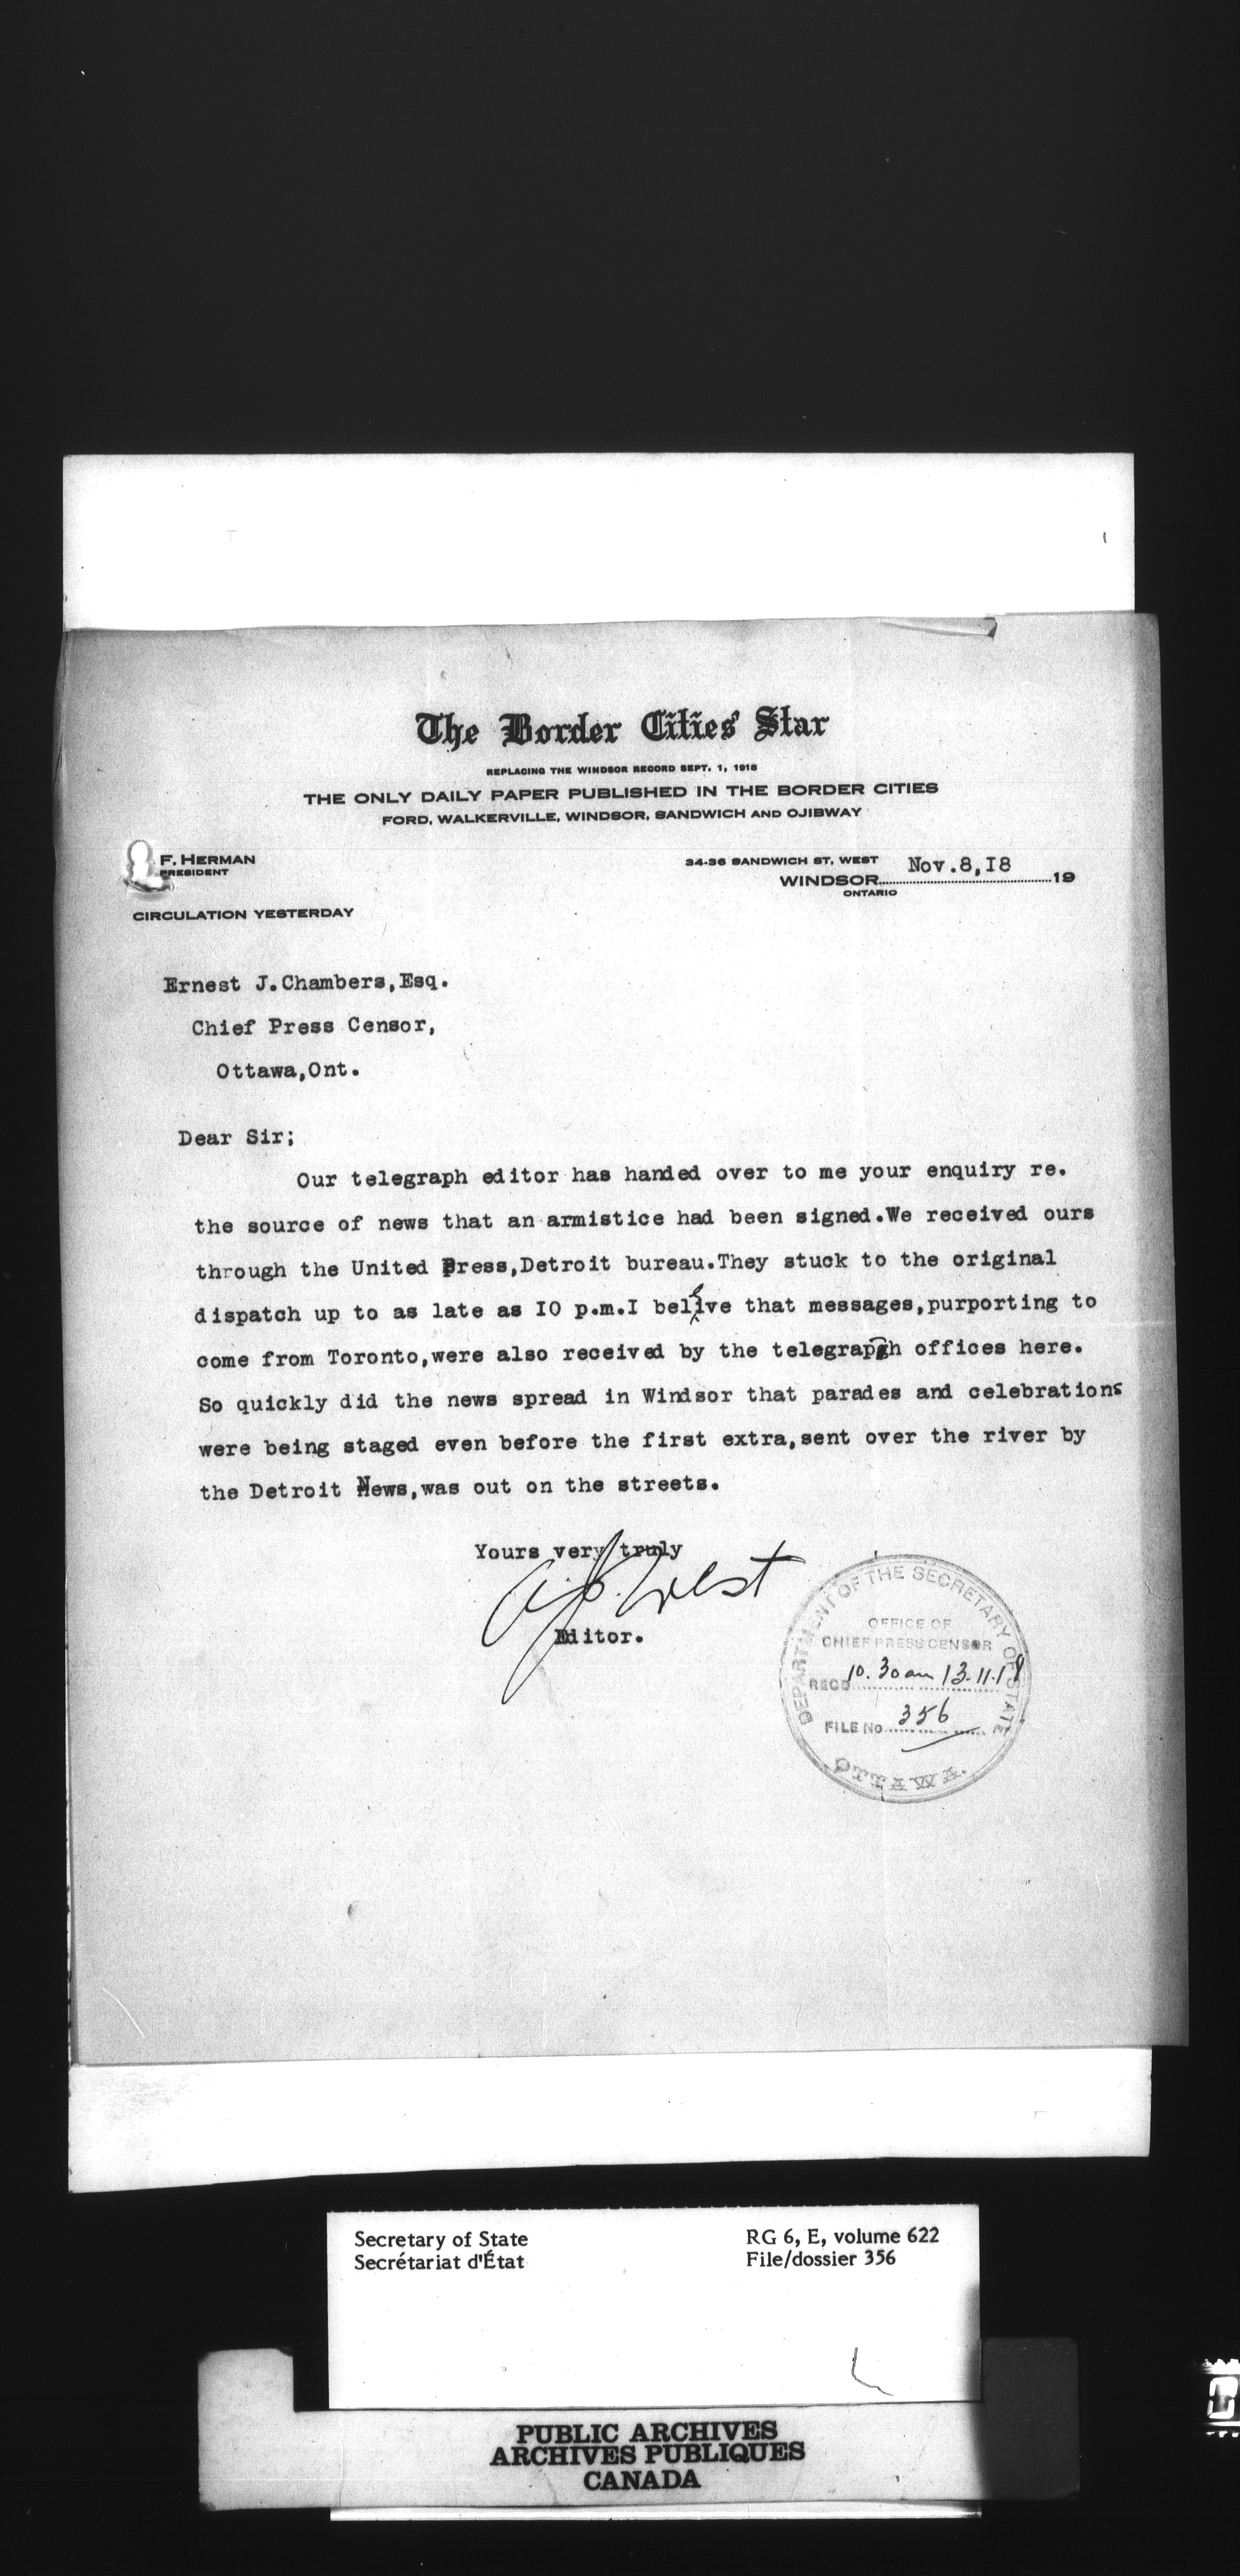 The Border Cities Star
REPLACING THE WINDSOR RECORD SEPT. 1, 1918
THE ONLY DAILY PAPER PUBLISHED IN THE BORDER CITIES
FORD, WALKERVILLE, WINDSOR, SANDWICH AND OJIBWAY
F. HERMAN
PRESIDENT
34-36 SANDWICH ST. WEST
WINDSOR Nov.8,I8 19
ONTARIO
CIRCULATION YESTERDAY
Ernest J.Chambers,Esq.
Chief Press Censor,
Ottawa,Ont.
Dear Sir;
Our telegraph editor has handed over to me your enquiry re.
the source of news that an armistice had been signed.We received ours
through the United Press,Detroit bureau.They stuck to the original
dispatch up to as late as IO p.m.I belive that messages,purporting to
come from Toronto,were also received by the telegraph offices here.
So quickly did the news spread in Windsor that parades and celebrations
were being staged even before the first extra,sent over the river by
the Detroit News,was out on the streets.
Yours very truly
West
Editor.
DEPARTMENT OF THE SECRETARY OF STATE
OFFICE OF
CHIEF PRESS CENSOR
RECD 10.30 am 13.11.18
FILE No. 356
OTTAWA.
Secretary of State
Secrétariat d'État
RG 6, E, volume 622
File/dossier 356
PUBLIC ARCHIVES
ARCHIVES PUBLIQUES
CANADA